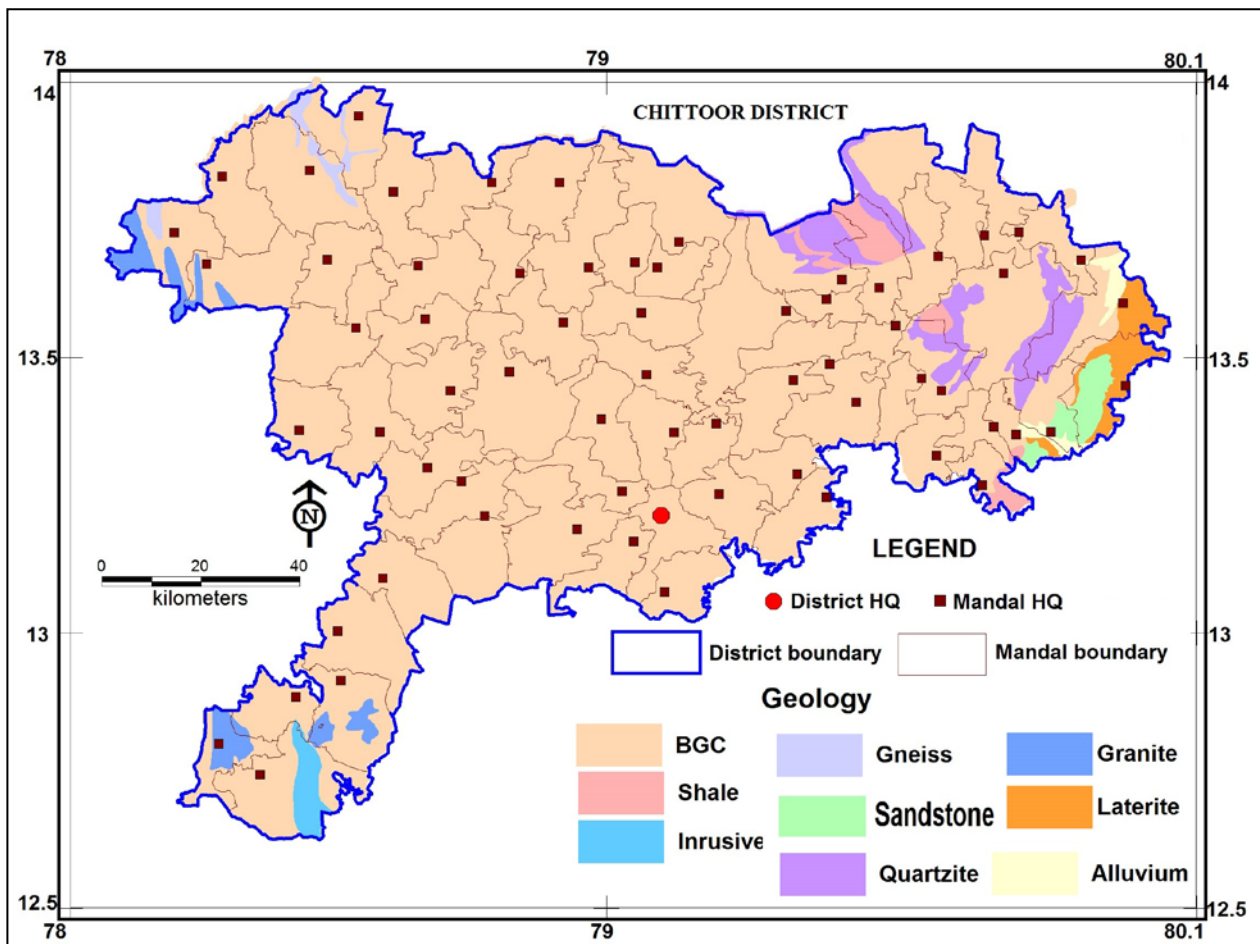 78 79 80.1
14 CHITTOOR DISTRICT 14
13.5 13.5
N
0 20 40
kilometers
LEGEND
District HQ Mandal HQ
13 13
District boundary Mandal boundary
Geology
BGC Gneiss Granite
Shale Sandstone Laterite
Inrusive Quartzite Alluvium
12.5 12.5
78 79 80.1